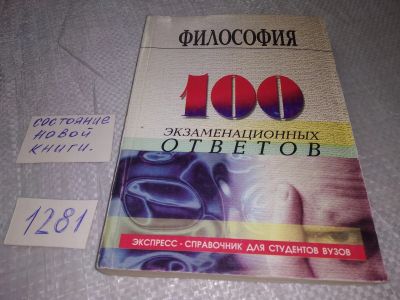 ФИЛОСОФИЯ
100
ЭКЗАМЕНАЦИОННЫХ
ОТВЕТОВ
ЭКСПРЕСС - СПРАВОЧНИК ДЛЯ СТУДЕНТОВ ВУЗОВ
состояние
новой
книги.
1281